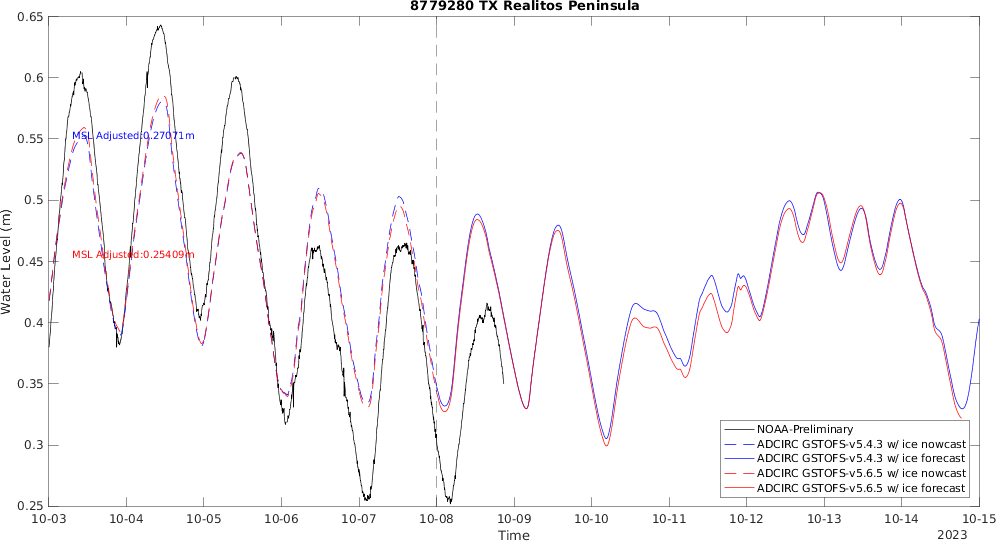 8779280 TX Realitos Peninsula
Water Level (m)
0.65
0.6
0.55
0.5
0.45
0.4
0.35
0.3
0.25
MSL Adjusted:0.27071m
MSL Adjusted:0.25409m
NOAA-Preliminary
ADCIRC GSTOFS-v5.4.3 w/ ice nowcast
ADCIRC GSTOFS-v5.4.3 w/ ice forecast
ADCIRC GSTOFS-v5.6.5 w/ ice nowcast
ADCIRC GSTOFS-v5.6.5 w/ ice forecast
10-03 10-04 10-05 10-06 10-07 10-08 10-09 10-10 10-11 10-12 10-13 10-14 10-15
Time
2023